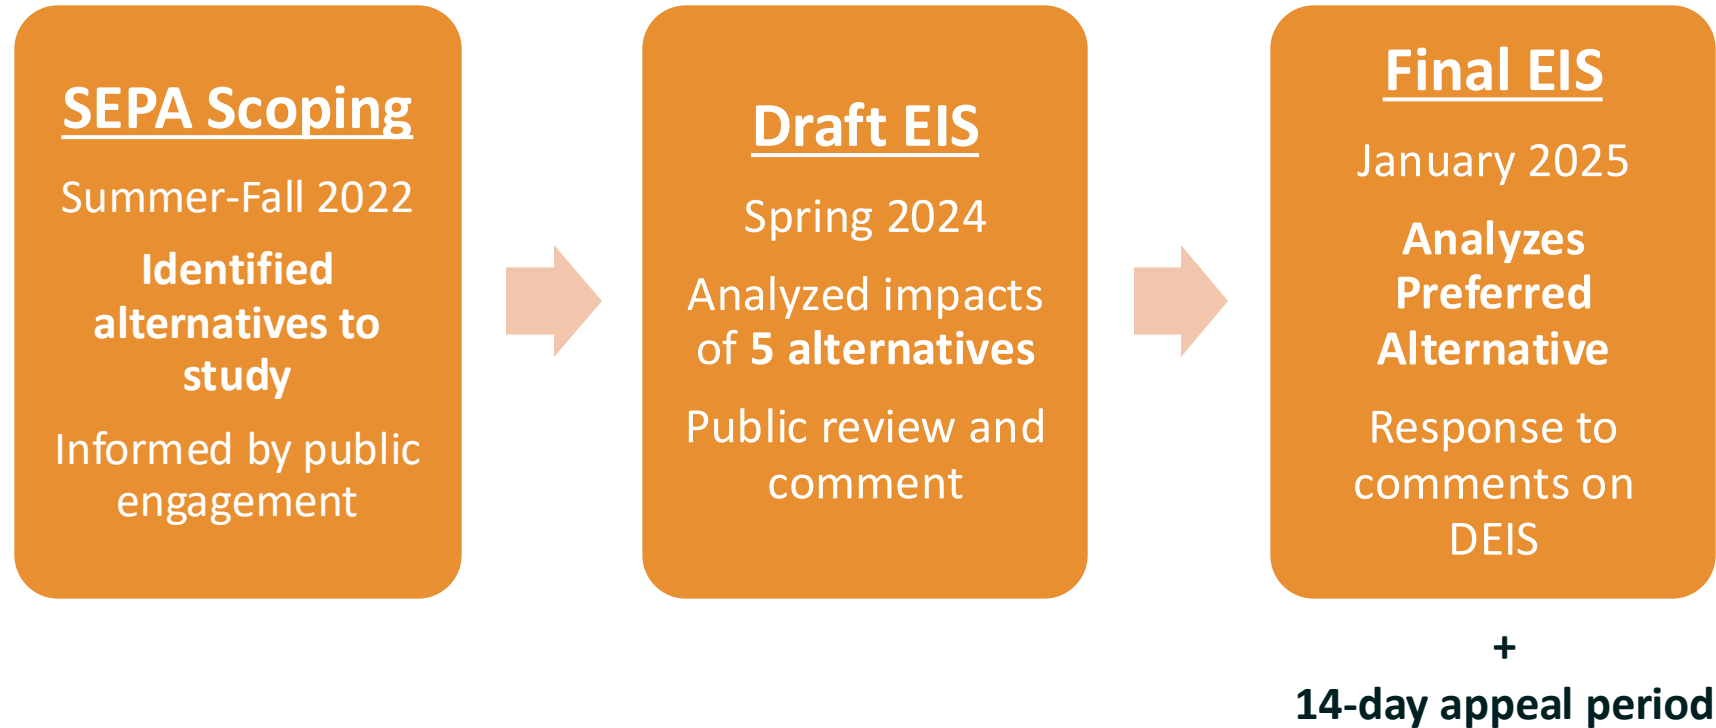 SEPA Scoping
Summer-Fall 2022
Identified
alternatives to
study
Informed by public
engagement
Draft EIS
Spring 2024
Analyzed impacts
of 5 alternatives
Public review and
comment
Final EIS
January 2025
Analyzes
Preferred
Alternative
Response to
comments on
DEIS
+
14-day appeal period